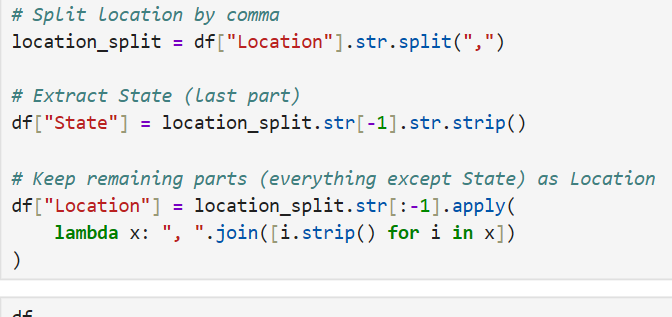 # Split Location by comma
location_split = df["Location"].str.split(",")
# Extract State (last part)
df["State"] = location_split.str[-1].str.strip()
# Keep remaining parts (everything except State) as Location
df["Location"] = location_split.str[:-1].apply(
    lambda x: ", ".join([i.strip() for i in x])
)
df